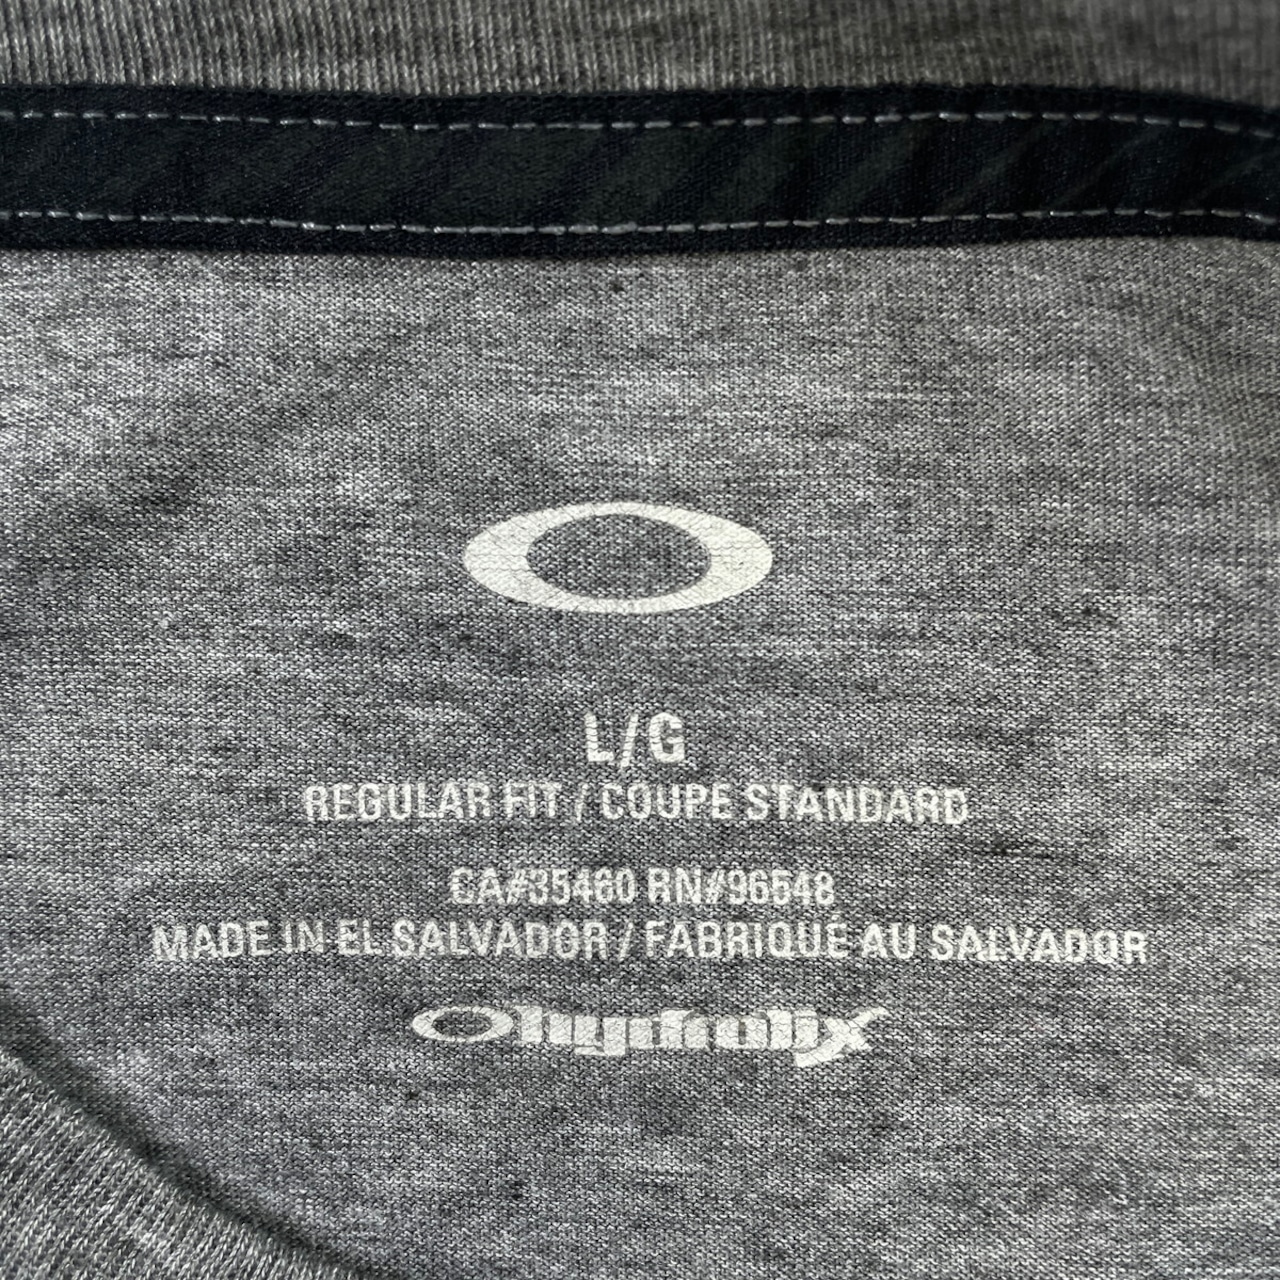 L/G
REGULAR FIT / COUPE STANDARD
CA#35460 RN#96548
MADE IN EL SALVADOR / FABRIQUÉ AU SALVADOR